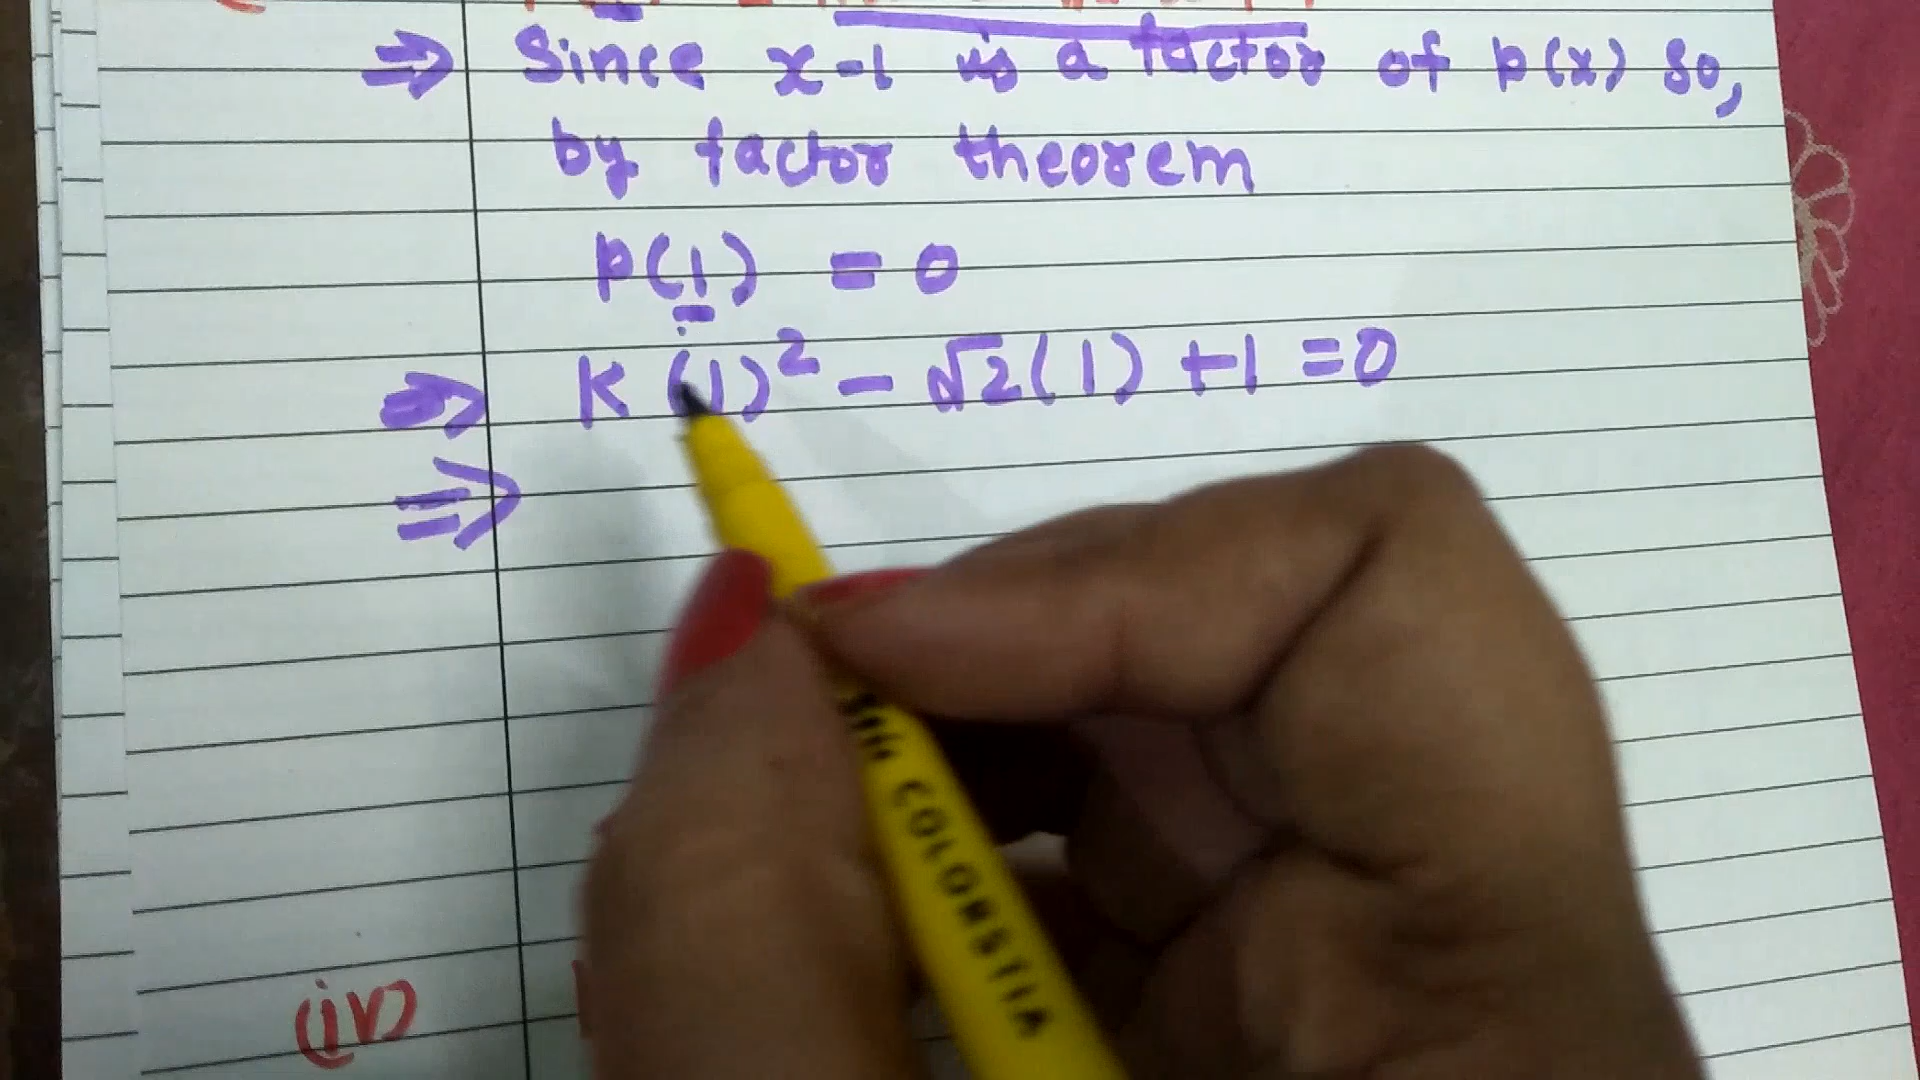 ⇒ Since x-1 is a factor of p(x) So,
by factor theorem
p(1) = 0
⇒ K(1)² - √2(1) +1 =0
⇒
COLORSTIA
(iv)